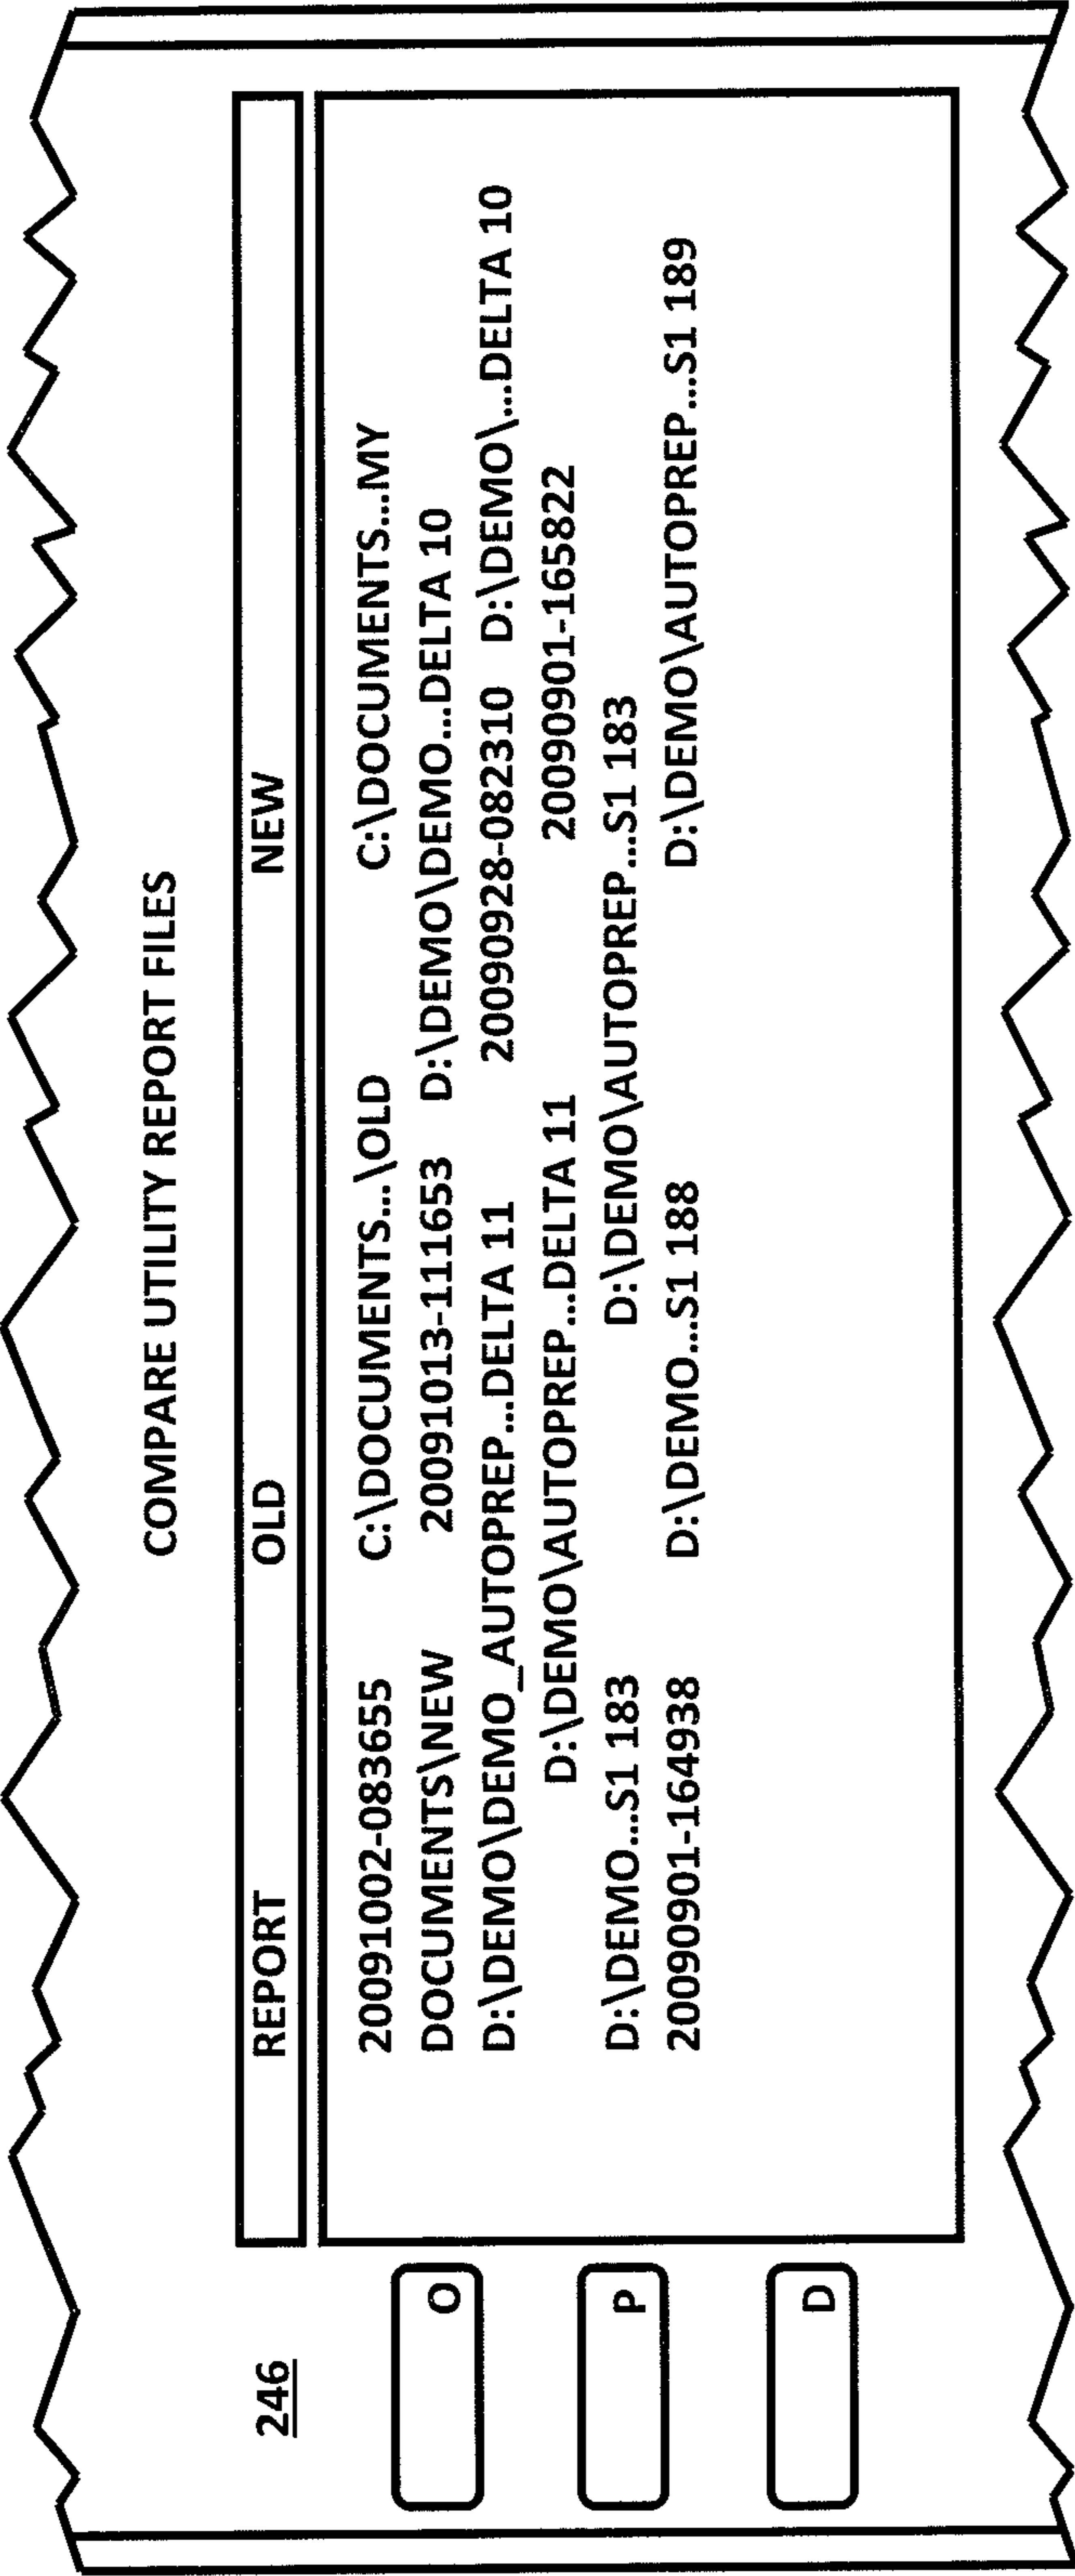 COMPARE UTILITY REPORT FILES
246
REPORT OLD NEW
20091002-083655 C:\DOCUMENTS...\OLD C:\DOCUMENTS...MY
DOCUMENTS\NEW 20091013-111653 D:\DEMO\DEMO...DELTA 10
D:\DEMO\DEMO_AUTOPREP...DELTA 11 20090928-082310 D:\DEMO\...DELTA 10
D:\DEMO\AUTOPREP...DELTA 11 20090901-165822
D:\DEMO...S1 183 D:\DEMO\AUTOPREP...S1 183
20090901-164938 D:\DEMO...S1 188 D:\DEMO\AUTOPREP...S1 189
O
P
D